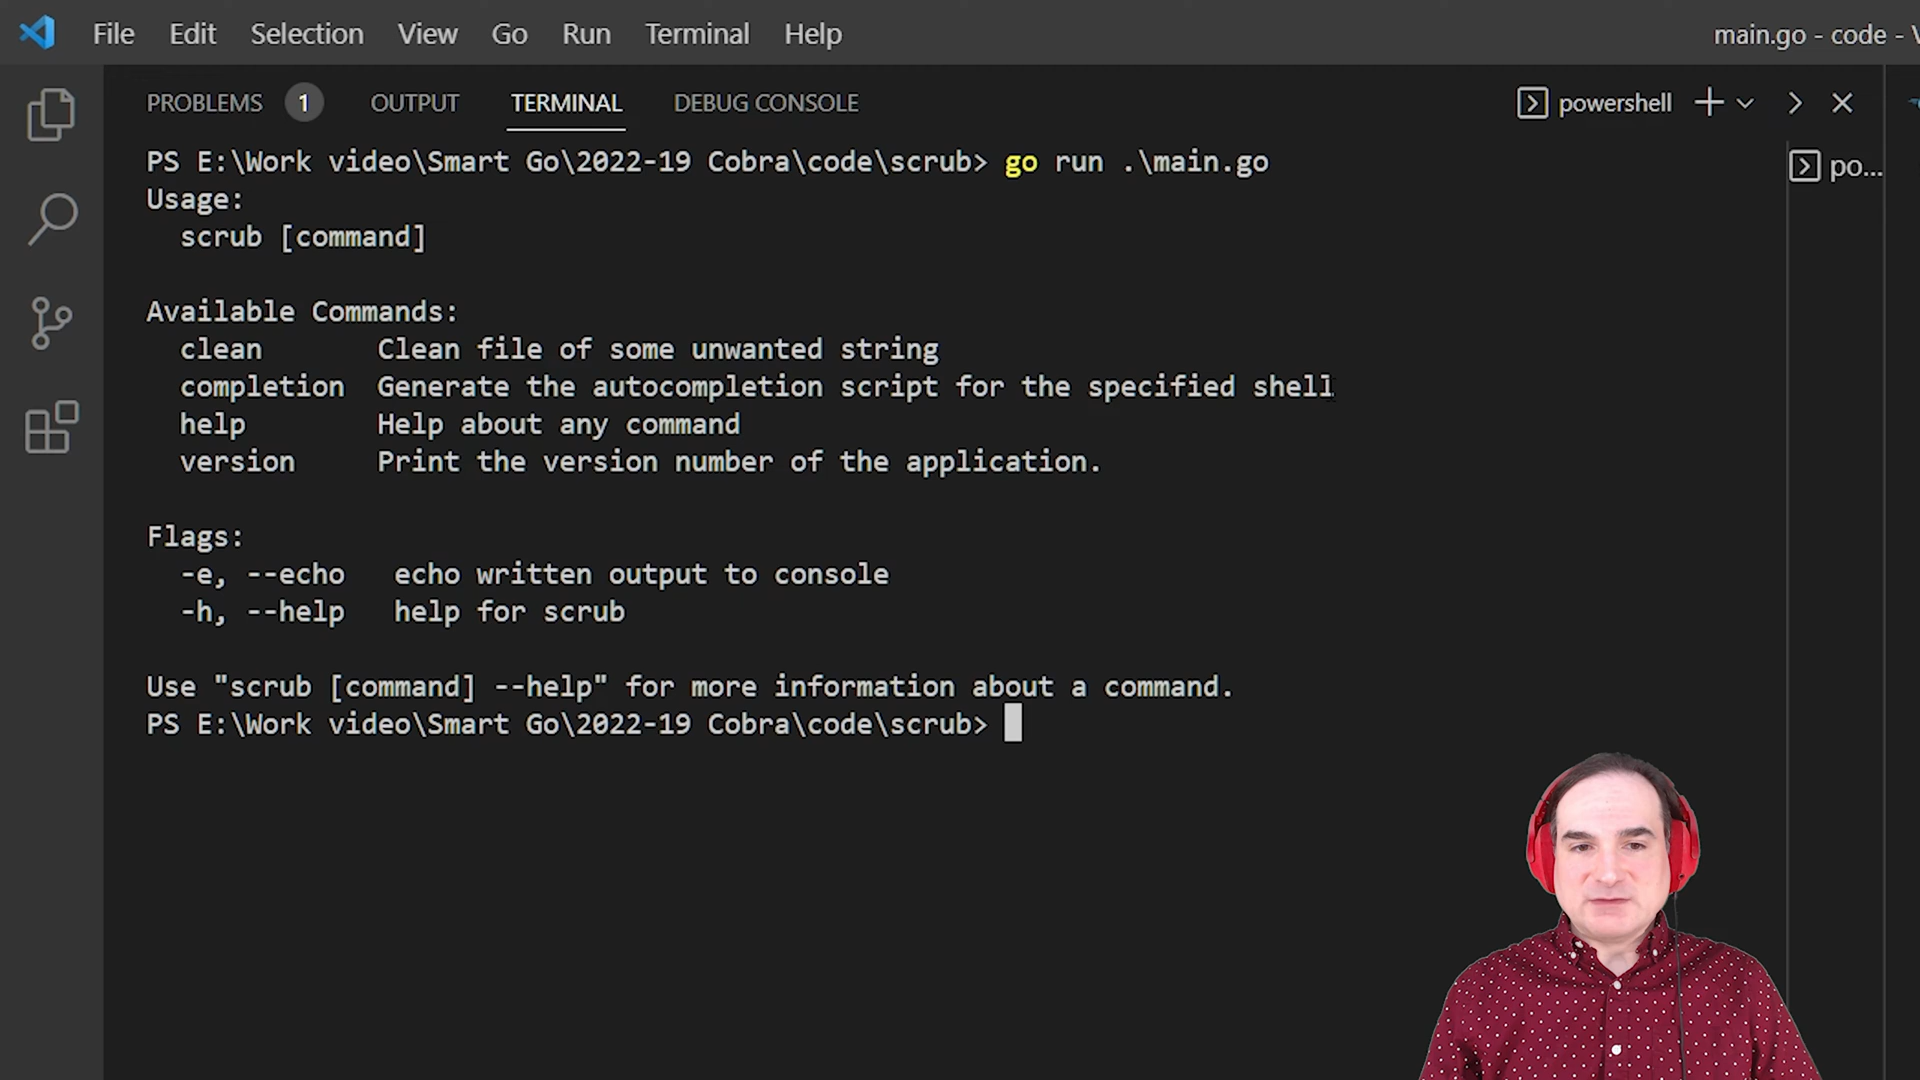 File Edit Selection View Go Run Terminal Help main.go - code -
PROBLEMS 1 OUTPUT TERMINAL DEBUG CONSOLE powershell
PS E:\Work video\Smart Go\2022-19 Cobra\code\scrub> go run .\main.go
po...
Usage:
scrub [command]
Available Commands:
clean Clean file of some unwanted string
completion Generate the autocompletion script for the specified shell
help Help about any command
version Print the version number of the application.
Flags:
-e, --echo echo written output to console
-h, --help help for scrub
Use "scrub [command] --help" for more information about a command.
PS E:\Work video\Smart Go\2022-19 Cobra\code\scrub>